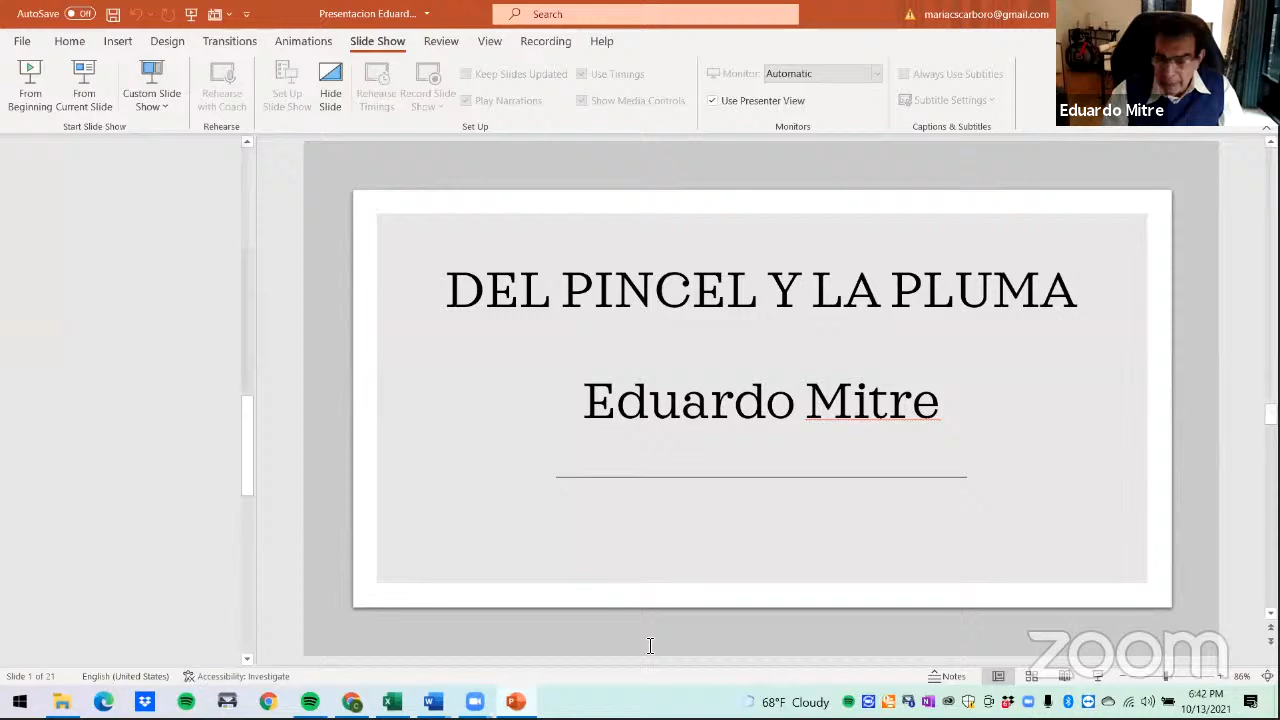 AutoSave Off
Presentacion Eduard...
Search
mariacscarboro@gmail.com
File Home Insert Design Transitions Animations Slide Show Review View Recording Help
From Beginning
From Current Slide
Custom Slide Show
Rehearse with Coach
Set Up Slide Show
Hide Slide
Rehearse Timings
Record Slide Show
Keep Slides Updated
Play Narrations
Use Timings
Show Media Controls
Monitor: Automatic
Use Presenter View
Always Use Subtitles
Subtitle Settings
Start Slide Show Rehearse Set Up Monitors Captions & Subtitles
Eduardo Mitre
DEL PINCEL Y LA PLUMA
Eduardo Mitre
zoom
Slide 1 of 21 English (United States) Accessibility: Investigate Notes 86%
68°F Cloudy
6:42 PM
10/13/2021